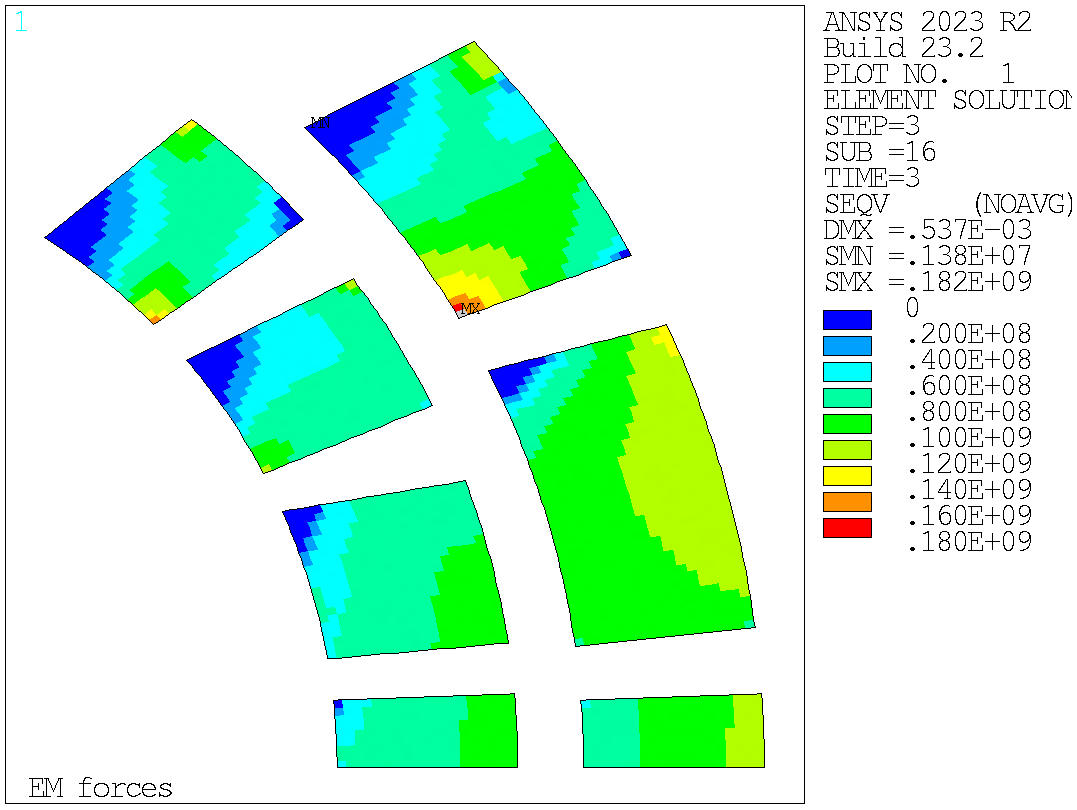 1
ANSYS 2023 R2
Build 23.2
PLOT NO. 1
ELEMENT SOLUTION
STEP=3
SUB =16
TIME=3
SEQV (NOAVG)
DMX =.537E-03
SMN =.138E+07
SMX =.182E+09
0
.200E+08
.400E+08
.600E+08
.800E+08
.100E+09
.120E+09
.140E+09
.160E+09
.180E+09
MN
MX
EM forces